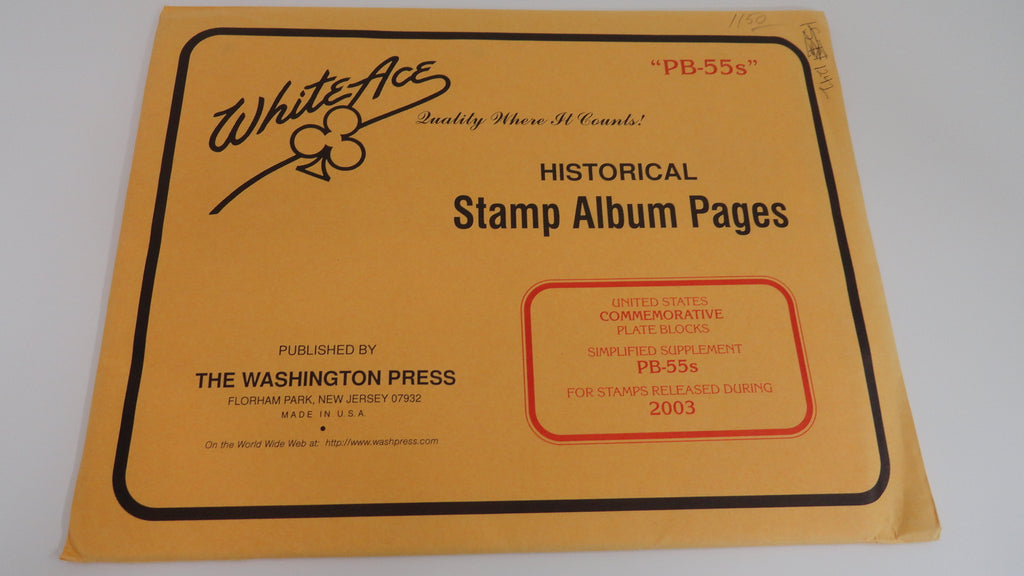 1150
"PB-55s"
WhiteAce
Quality Where It Counts!
HISTORICAL
Stamp Album Pages
UNITED STATES
COMMEMORATIVE
PLATE BLOCKS
SIMPLIFIED SUPPLEMENT
PB-55s
FOR STAMPS RELEASED DURING
2003
PUBLISHED BY
THE WASHINGTON PRESS
FLORHAM PARK, NEW JERSEY 07932
MADE IN U.S.A.
On the World Wide Web at: http://www.washpress.com